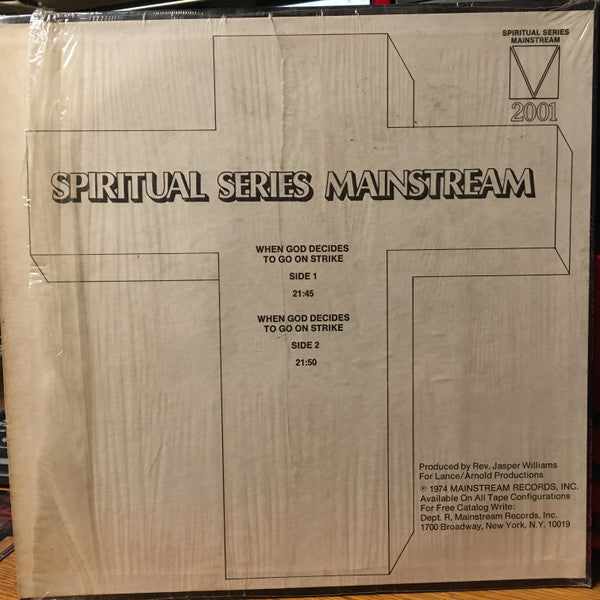 SPIRITUAL SERIES
MAINSTREAM
2001
SPIRITUAL SERIES MAINSTREAM
WHEN GOD DECIDES
TO GO ON STRIKE
SIDE 1
21:45
WHEN GOD DECIDES
TO GO ON STRIKE
SIDE 2
21:50
Produced by Rev. Jasper Williams
For Lance/Arnold Productions
℗ 1974 MAINSTREAM RECORDS, INC.
Available On All Tape Configurations
For Free Catalog Write:
Dept. R, Mainstream Records, Inc.
1700 Broadway, New York, N.Y. 10019